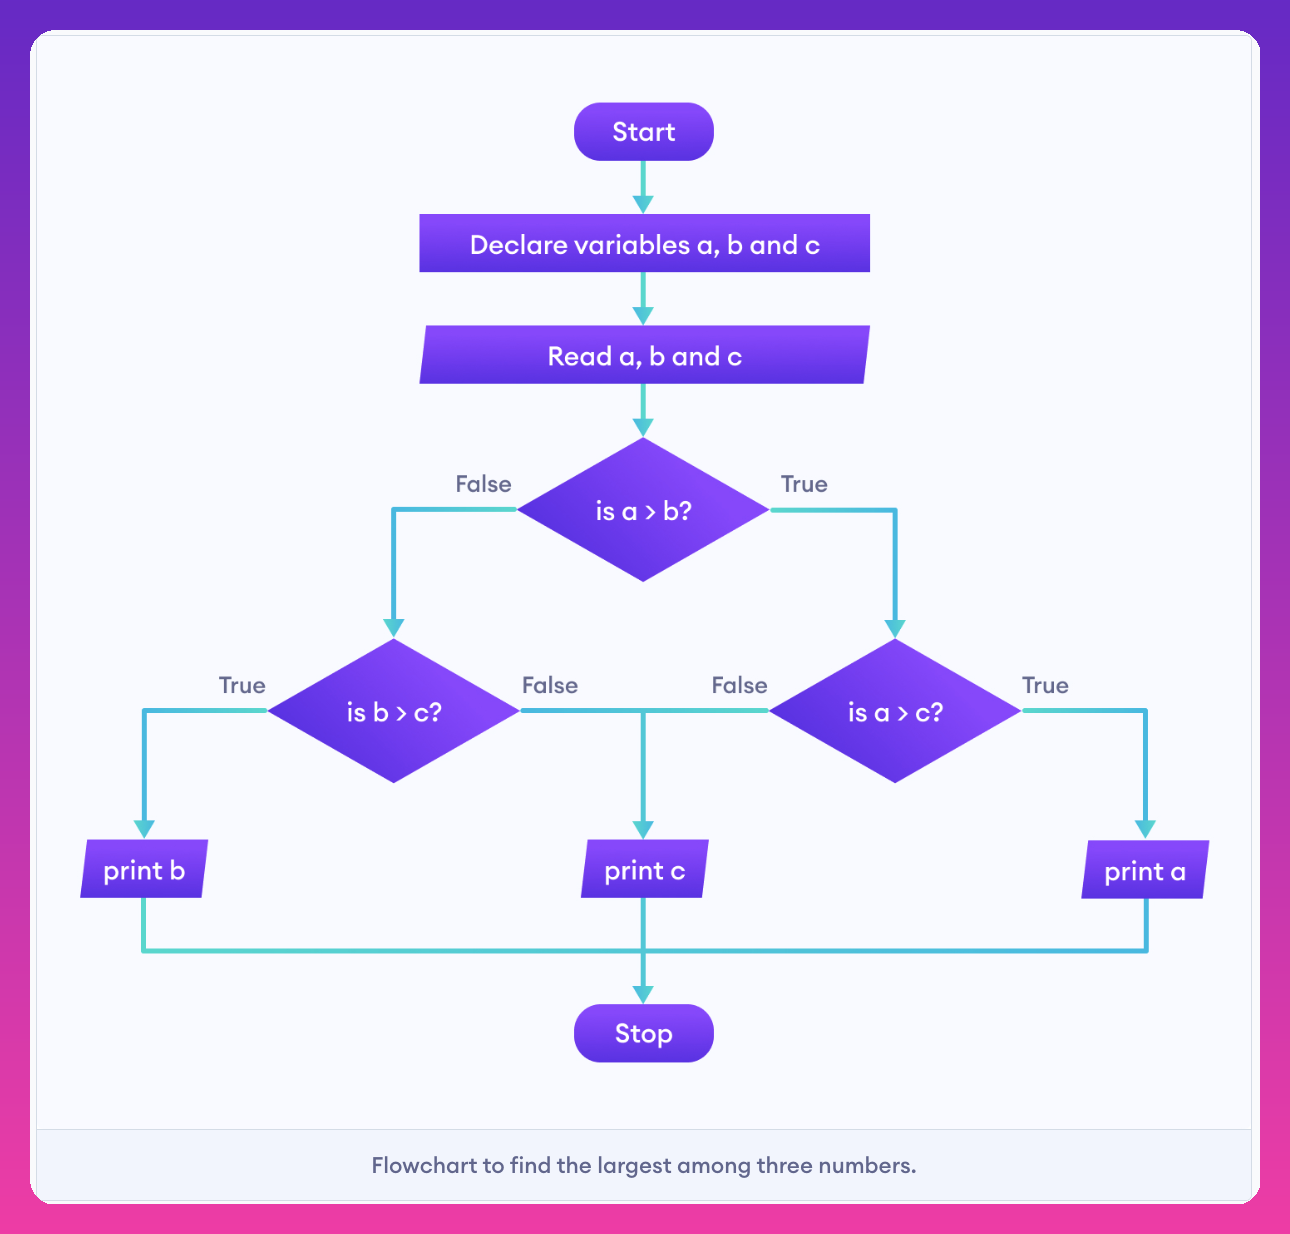 Start
Declare variables a, b and c
Read a, b and c
False
True
is a > b?
True
False
False
True
is b > c?
is a > c?
print b
print c
print a
Stop
Flowchart to find the largest among three numbers.